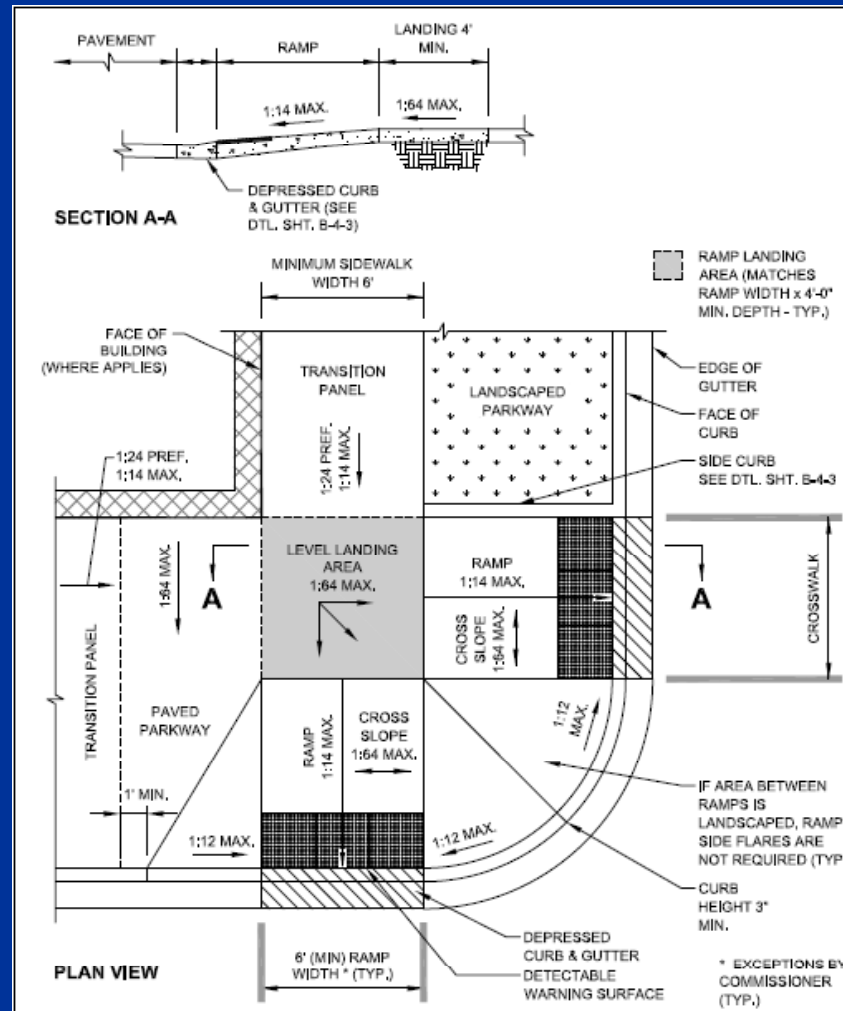 PAVEMENT
RAMP
LANDING 4'
MIN.
1:14 MAX.
1:64 MAX.
DEPRESSED CURB
& GUTTER (SEE
DTL. SHT. B-4-3)
SECTION A-A
MINIMUM SIDEWALK
WIDTH 6'
RAMP LANDING
AREA (MATCHES
RAMP WIDTH x 4'-0"
MIN. DEPTH - TYP.)
FACE OF
BUILDING
(WHERE APPLIES)
TRANSITION
PANEL
1:24 PREF.
1:14 MAX.
LANDSCAPED
PARKWAY
EDGE OF
GUTTER
FACE OF
CURB
SIDE CURB
SEE DTL. SHT. B-4-3
1:24 PREF.
1:14 MAX.
1:64 MAX.
A
LEVEL LANDING
AREA
1:64 MAX.
RAMP
1:14 MAX.
CROSS
SLOPE
1:64 MAX.
A
CROSSWALK
TRANSITION PANEL
PAVED
PARKWAY
1' MIN.
RAMP
1:14 MAX.
CROSS
SLOPE
1:64 MAX.
1:12
MAX.
1:12 MAX.
1:12 MAX.
IF AREA BETWEEN
RAMPS IS
LANDSCAPED, RAMP
SIDE FLARES ARE
NOT REQUIRED (TYP
CURB
HEIGHT 3"
MIN.
DEPRESSED
CURB & GUTTER
DETECTABLE
WARNING SURFACE
PLAN VIEW
6' (MIN) RAMP
WIDTH * (TYP.)
* EXCEPTIONS BY
COMMISSIONER
(TYP.)